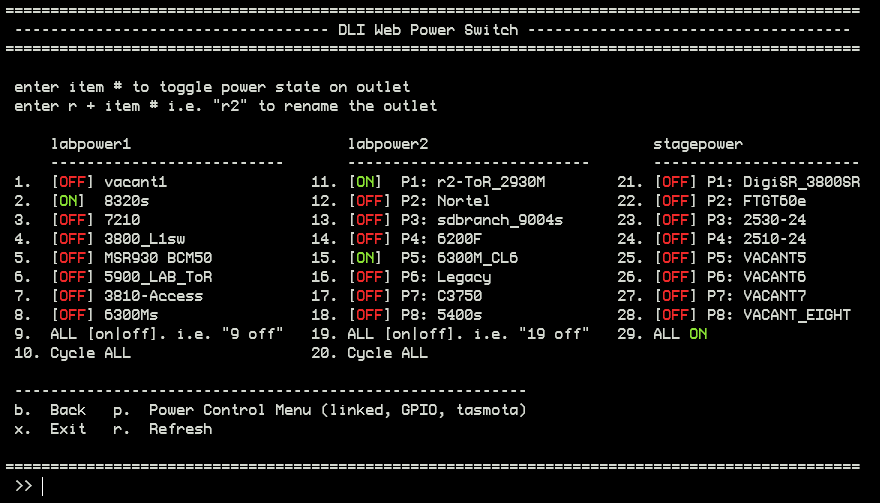 ===============================================================================================
----------------------------------- DLI Web Power Switch ------------------------------------
===============================================================================================
enter item # to toggle power state on outlet
enter r + item # i.e. "r2" to rename the outlet
labpower1 labpower2 stagepower
-------------------------- --------------------------- -----------------------
1. [OFF] vacant1 11. [ON] P1: r2-ToR_2930M 21. [OFF] P1: DigiSR_3800SR
2. [ON] 8320s 12. [OFF] P2: Nortel 22. [OFF] P2: FTGT60e
3. [OFF] 7210 13. [OFF] P3: sdbranch_9004s 23. [OFF] P3: 2530-24
4. [OFF] 3800_L1sw 14. [OFF] P4: 6200F 24. [OFF] P4: 2510-24
5. [OFF] MSR930 BCM50 15. [ON] P5: 6300M_CL6 25. [OFF] P5: VACANT5
6. [OFF] 5900_LAB_ToR 16. [OFF] P6: Legacy 26. [OFF] P6: VACANT6
7. [OFF] 3810-Access 17. [OFF] P7: C3750 27. [OFF] P7: VACANT7
8. [OFF] 6300Ms 18. [OFF] P8: 5400s 28. [OFF] P8: VACANT_EIGHT
9. ALL [on|off]. i.e. "9 off" 19. ALL [on|off]. i.e. "19 off" 29. ALL ON
10. Cycle ALL 20. Cycle ALL
---------------------------------------------------------
b. Back p. Power Control Menu (linked, GPIO, tasmota)
x. Exit r. Refresh
===============================================================================================
>>